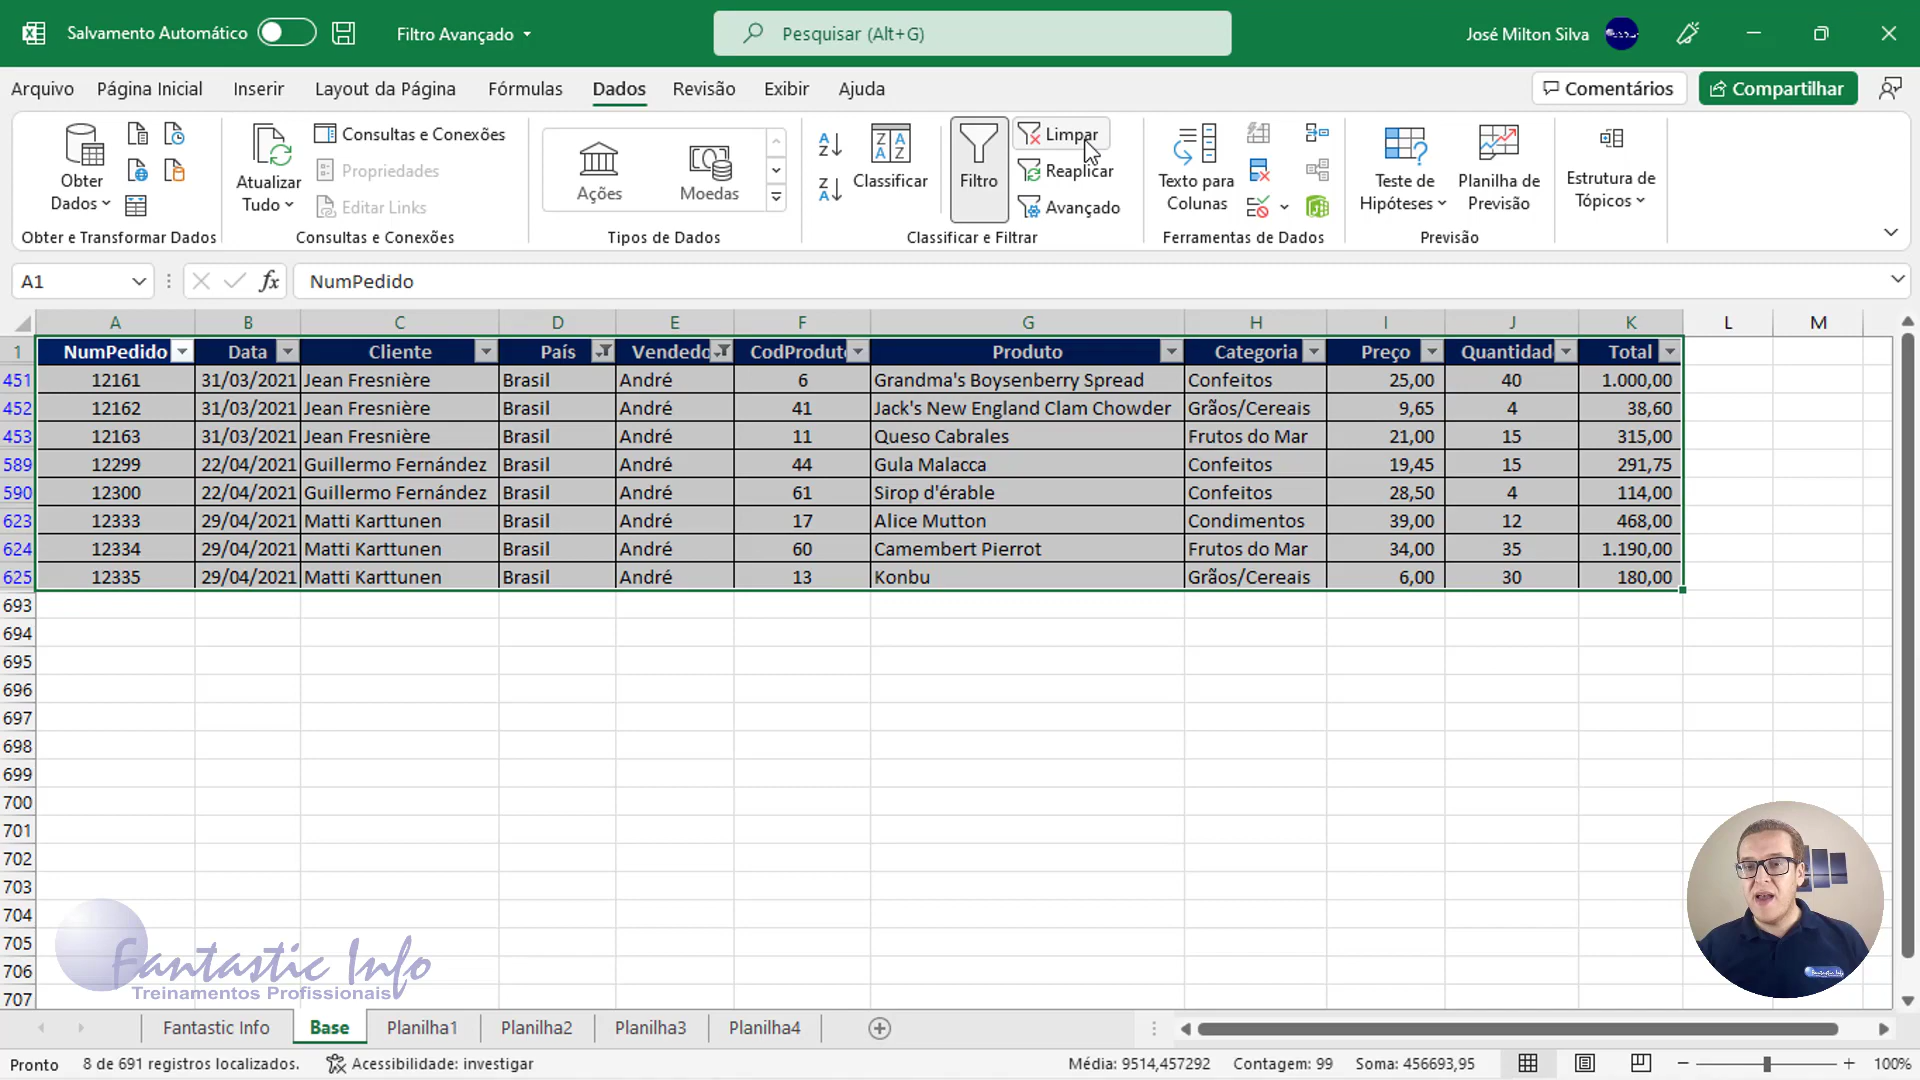 Salvamento Automático
Filtro Avançado
Pesquisar (Alt+G)
José Milton Silva
Arquivo Página Inicial Inserir Layout da Página Fórmulas Dados Revisão Exibir Ajuda
Comentários
Compartilhar
Obter Dados
Atualizar Tudo
Consultas e Conexões
Propriedades
Editar Links
Ações
Moedas
Classificar
Filtro
Limpar
Reaplicar
Avançado
Texto para Colunas
Teste de Hipóteses
Planilha de Previsão
Estrutura de Tópicos
Obter e Transformar Dados
Consultas e Conexões
Tipos de Dados
Classificar e Filtrar
Ferramentas de Dados
Previsão
A1
fx
NumPedido
A B C D E F G H I J K L M
1 NumPedido Data Cliente País Vendedo CodProdut Produto Categoria Preço Quantidad Total
451 12161 31/03/2021 Jean Fresnière Brasil André 6 Grandma's Boysenberry Spread Confeitos 25,00 40 1.000,00
452 12162 31/03/2021 Jean Fresnière Brasil André 41 Jack's New England Clam Chowder Grãos/Cereais 9,65 4 38,60
453 12163 31/03/2021 Jean Fresnière Brasil André 11 Queso Cabrales Frutos do Mar 21,00 15 315,00
589 12299 22/04/2021 Guillermo Fernández Brasil André 44 Gula Malacca Confeitos 19,45 15 291,75
590 12300 22/04/2021 Guillermo Fernández Brasil André 61 Sirop d'érable Confeitos 28,50 4 114,00
623 12333 29/04/2021 Matti Karttunen Brasil André 17 Alice Mutton Condimentos 39,00 12 468,00
624 12334 29/04/2021 Matti Karttunen Brasil André 60 Camembert Pierrot Frutos do Mar 34,00 35 1.190,00
625 12335 29/04/2021 Matti Karttunen Brasil André 13 Konbu Grãos/Cereais 6,00 30 180,00
693
694
695
696
697
698
699
700
701
702
703
704
705
706
707
Fantastic Info
Treinamentos Profissionais
Fantastic Info Base Planilha1 Planilha2 Planilha3 Planilha4
Pronto 8 de 691 registros localizados. Acessibilidade: investigar Média: 9514,457292 Contagem: 99 Soma: 456693,95 100%